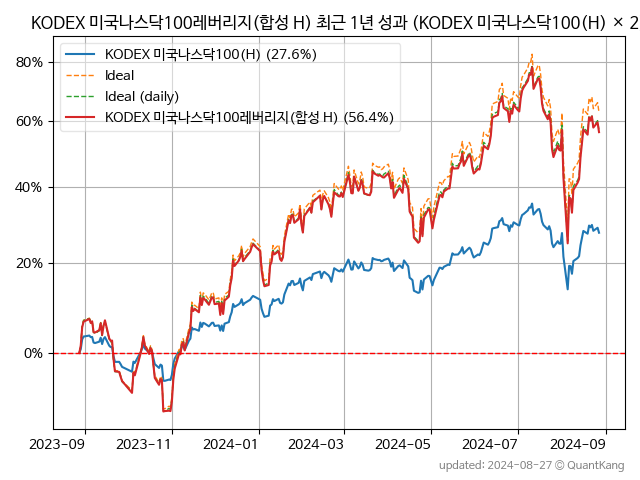 KODEX 미국나스닥100레버리지(합성 H) 최근 1년 성과 (KODEX 미국나스닥100(H) × 2
KODEX 미국나스닥100(H) (27.6%)
Ideal
Ideal (daily)
KODEX 미국나스닥100레버리지(합성 H) (56.4%)
80%
60%
40%
20%
0%
2023-09 2023-11 2024-01 2024-03 2024-05 2024-07 2024-09
updated: 2024-08-27 © QuantKang